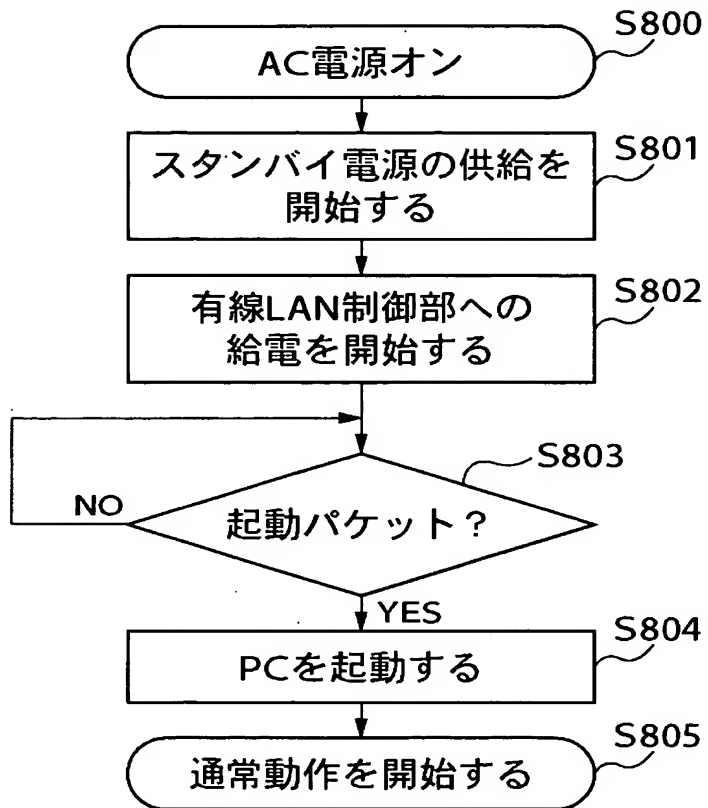 S800
AC電源オン
S801
スタンバイ電源の供給を
開始する
S802
有線LAN制御部への
給電を開始する
S803
起動パケット？
NO
YES
S804
PCを起動する
S805
通常動作を開始する